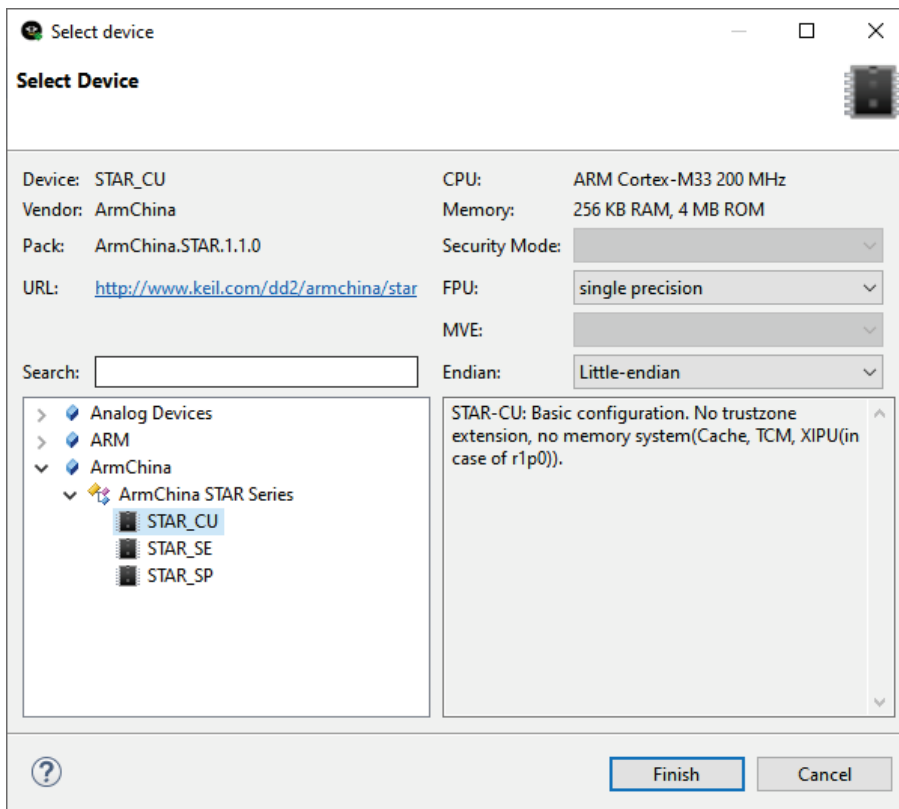 Select device
Select Device
Device: STAR_CU
Vendor: ArmChina
Pack: ArmChina.STAR.1.1.0
URL: http://www.keil.com/dd2/armchina/star
Search:
CPU: ARM Cortex-M33 200 MHz
Memory: 256 KB RAM, 4 MB ROM
Security Mode:
FPU: single precision
MVE:
Endian: Little-endian
Analog Devices
ARM
ArmChina
ArmChina STAR Series
STAR_CU
STAR_SE
STAR_SP
STAR-CU: Basic configuration. No trustzone
extension, no memory system(Cache, TCM, XIPU(in
case of r1p0)).
?
Finish
Cancel